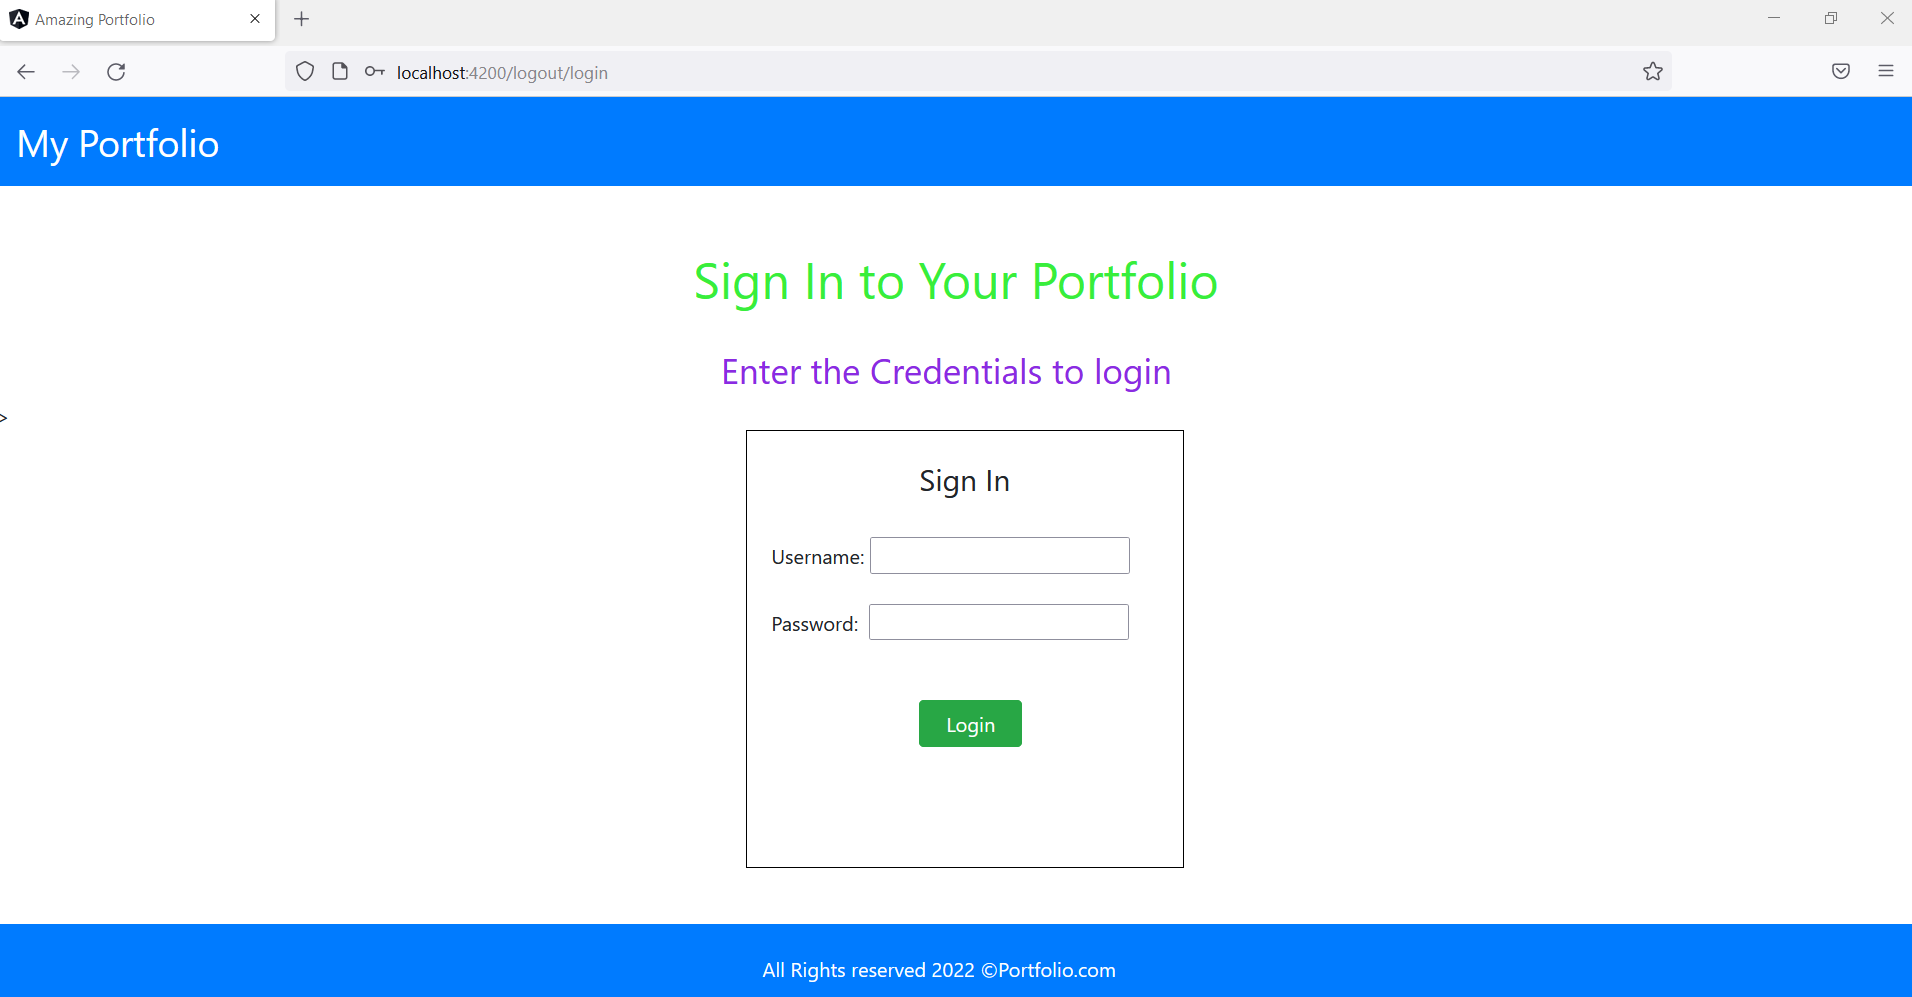 Amazing Portfolio
localhost:4200/logout/login
My Portfolio
Sign In to Your Portfolio
Enter the Credentials to login
>
Sign In
Username:
Password:
Login
All Rights reserved 2022 ©Portfolio.com